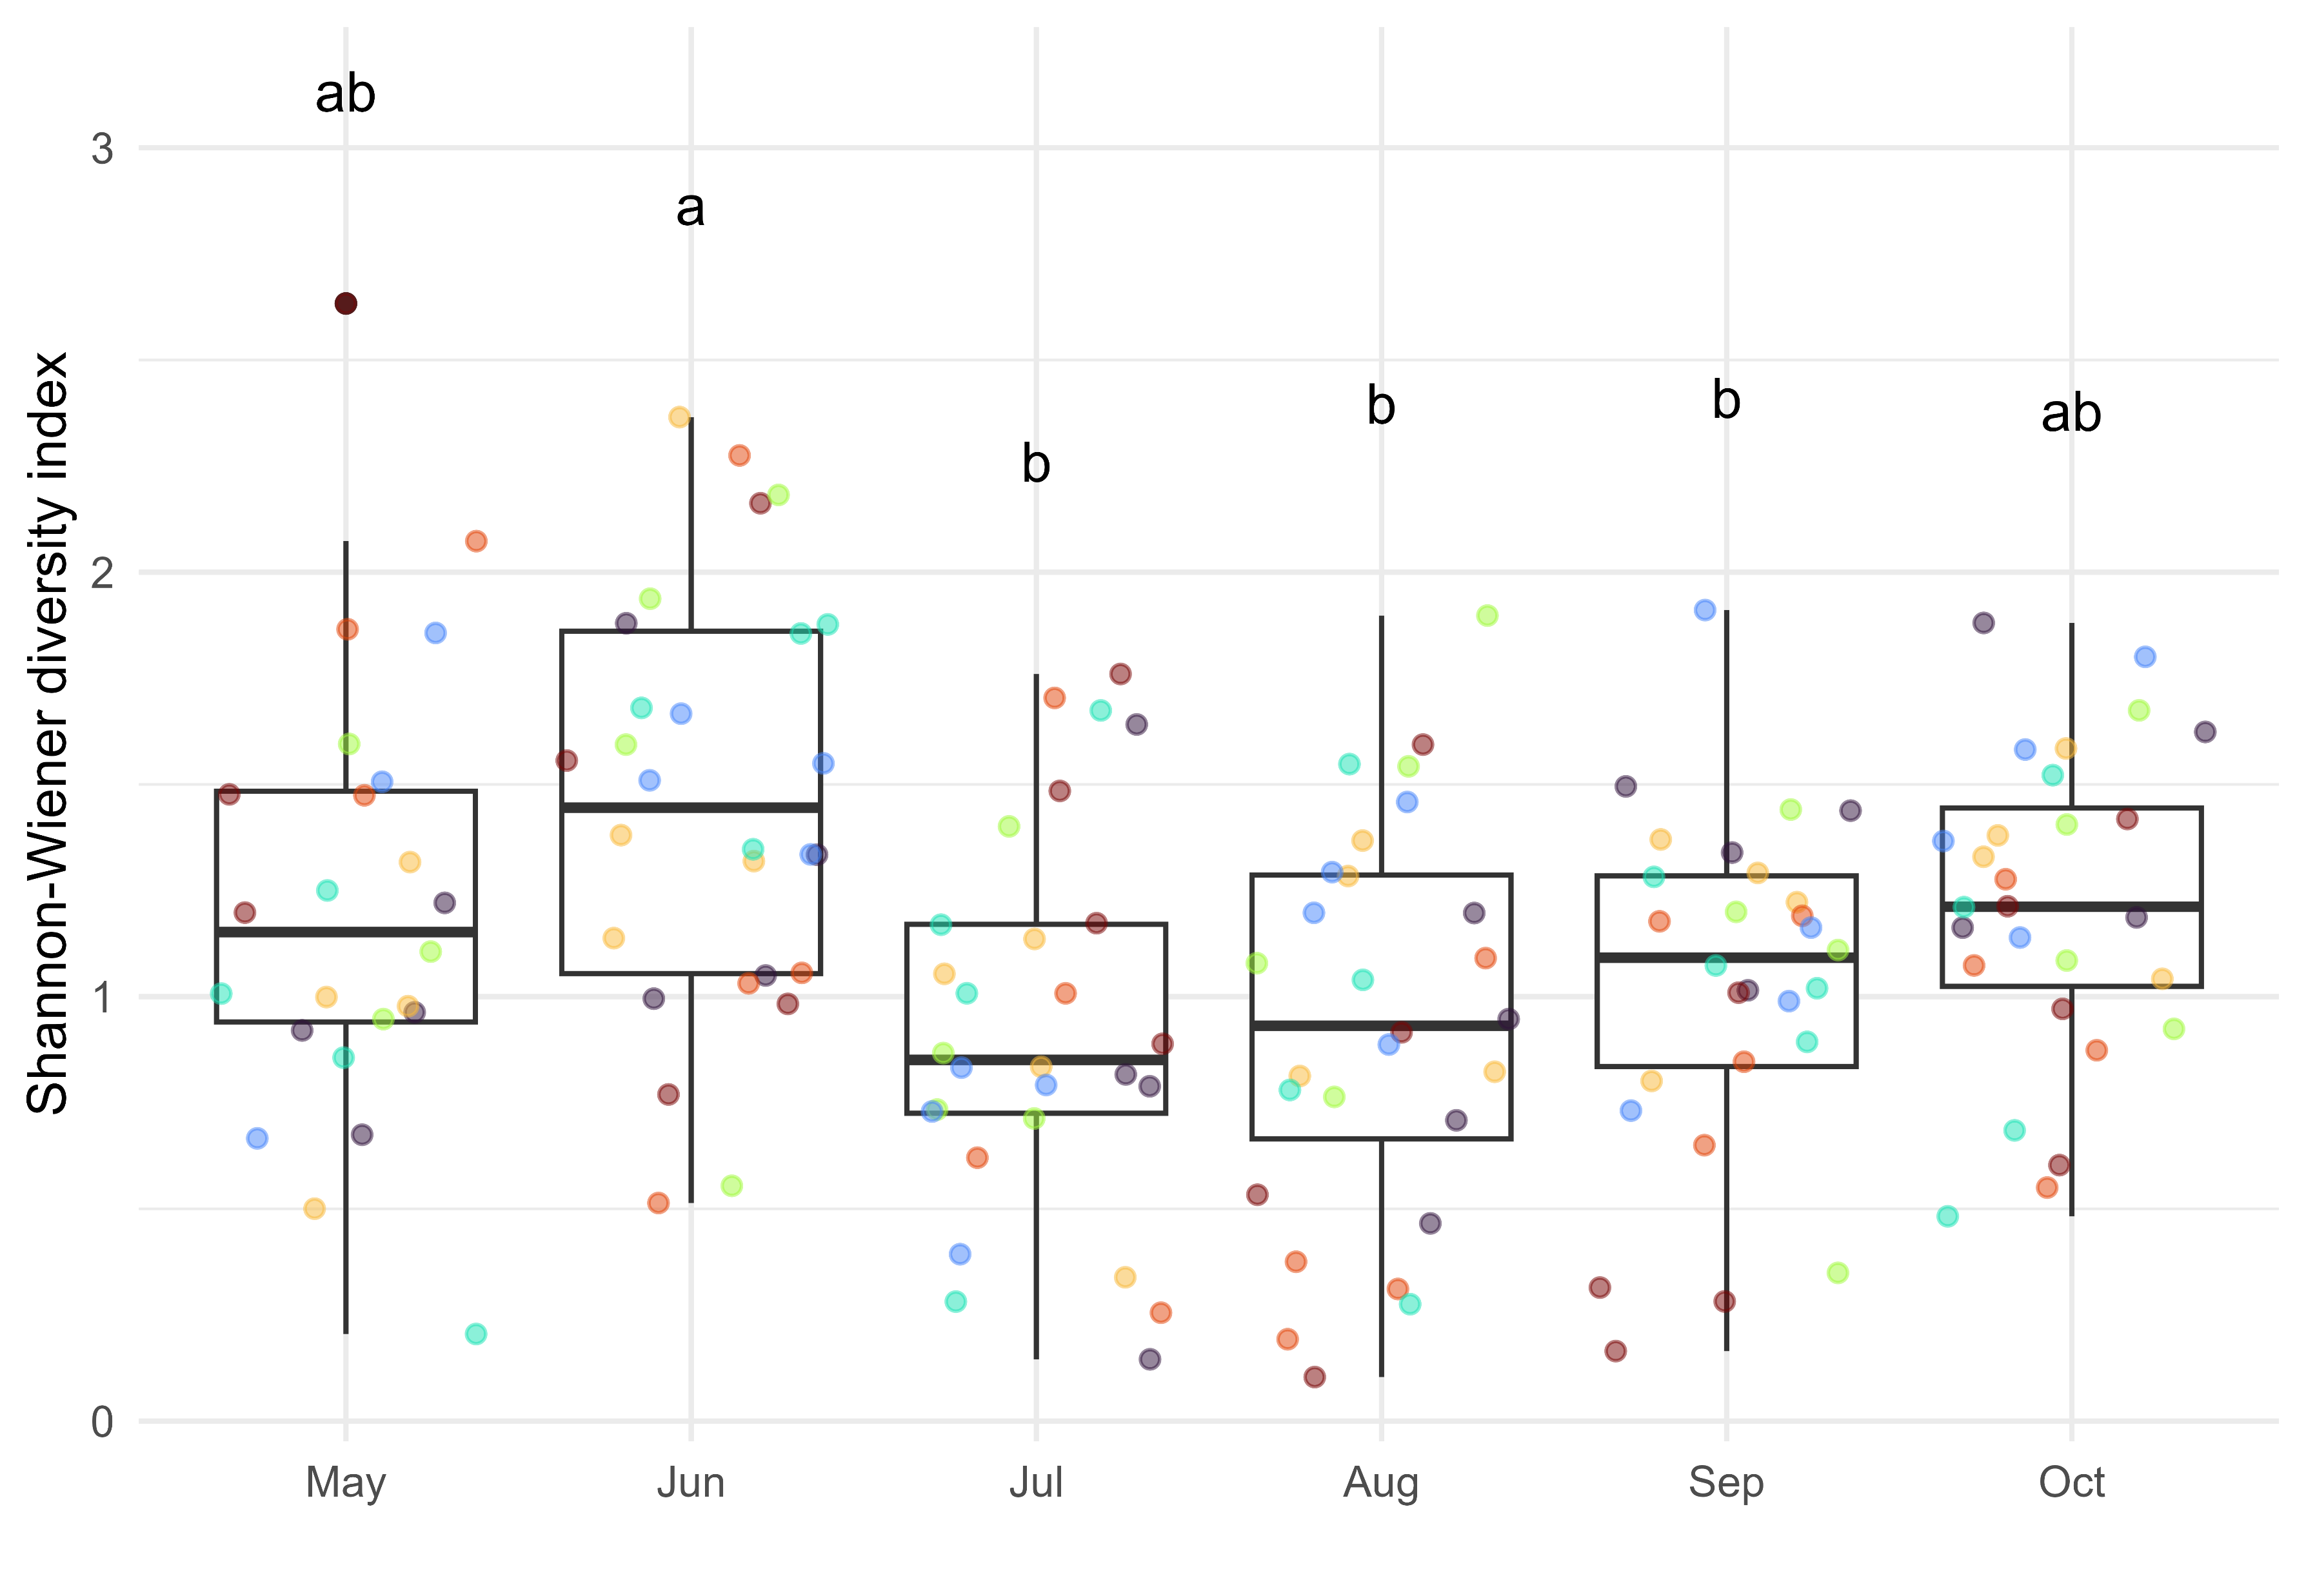 Shannon-Wiener diversity index
3
2
1
0
ab
a
b
b
b
ab
May
Jun
Jul
Aug
Sep
Oct